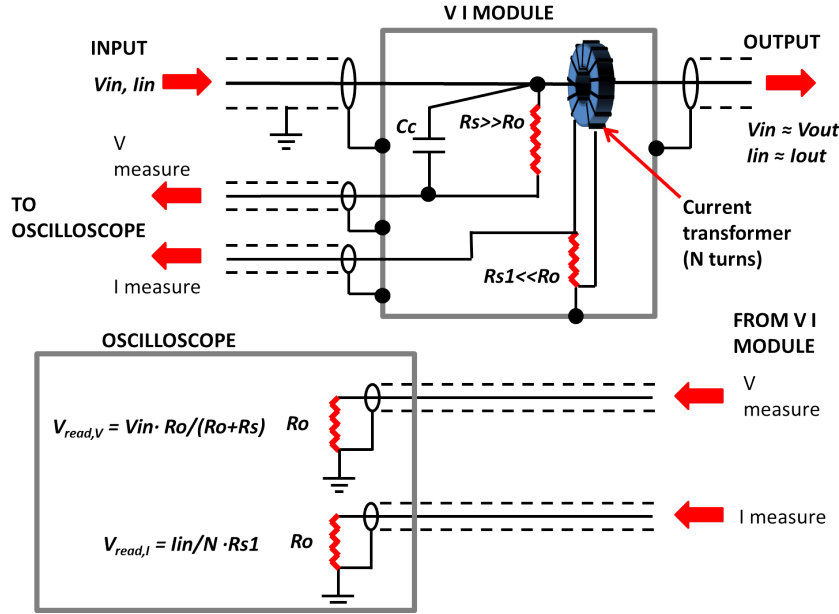 V I MODULE
INPUT
OUTPUT
Vin, Iin
Cc
Rs>>Ro
Vin ≈ Vout
Iin ≈ Iout
V
measure
TO
OSCILLOSCOPE
Current
transformer
(N turns)
I measure
Rs1<<Ro
FROM V I
MODULE
OSCILLOSCOPE
V
measure
Vread,V = Vin· Ro/(Ro+Rs)
Ro
I measure
Vread,I = Iin/N ·Rs1
Ro